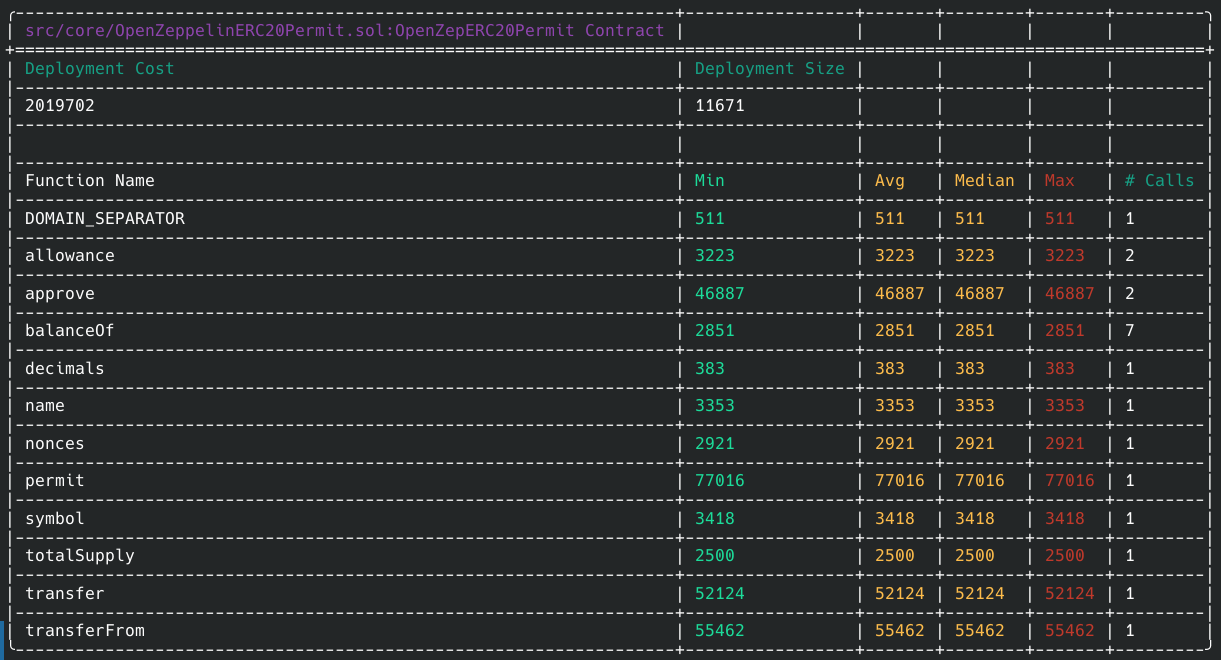 src/core/OpenZeppelinERC20Permit.sol:OpenZepERC20Permit Contract
Deployment Cost | Deployment Size
2019702 | 11671
Function Name | Min | Avg | Median | Max | # Calls
DOMAIN_SEPARATOR | 511 | 511 | 511 | 511 | 1
allowance | 3223 | 3223 | 3223 | 3223 | 2
approve | 46887 | 46887 | 46887 | 46887 | 2
balanceOf | 2851 | 2851 | 2851 | 2851 | 7
decimals | 383 | 383 | 383 | 383 | 1
name | 3353 | 3353 | 3353 | 3353 | 1
nonces | 2921 | 2921 | 2921 | 2921 | 1
permit | 77016 | 77016 | 77016 | 77016 | 1
symbol | 3418 | 3418 | 3418 | 3418 | 1
totalSupply | 2500 | 2500 | 2500 | 2500 | 1
transfer | 52124 | 52124 | 52124 | 52124 | 1
transferFrom | 55462 | 55462 | 55462 | 55462 | 1